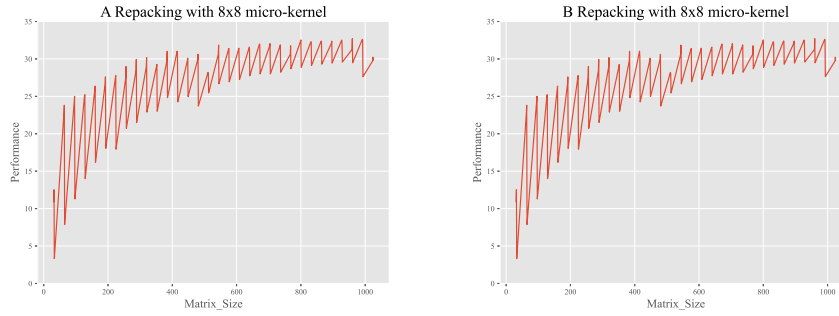 A Repacking with 8x8 micro-kernel
35
30
25
20
15
10
5
0
Performance
0 200 400 600 800 1000
Matrix_Size
B Repacking with 8x8 micro-kernel
35
30
25
20
15
10
5
0
Performance
0 200 400 600 800 1000
Matrix_Size